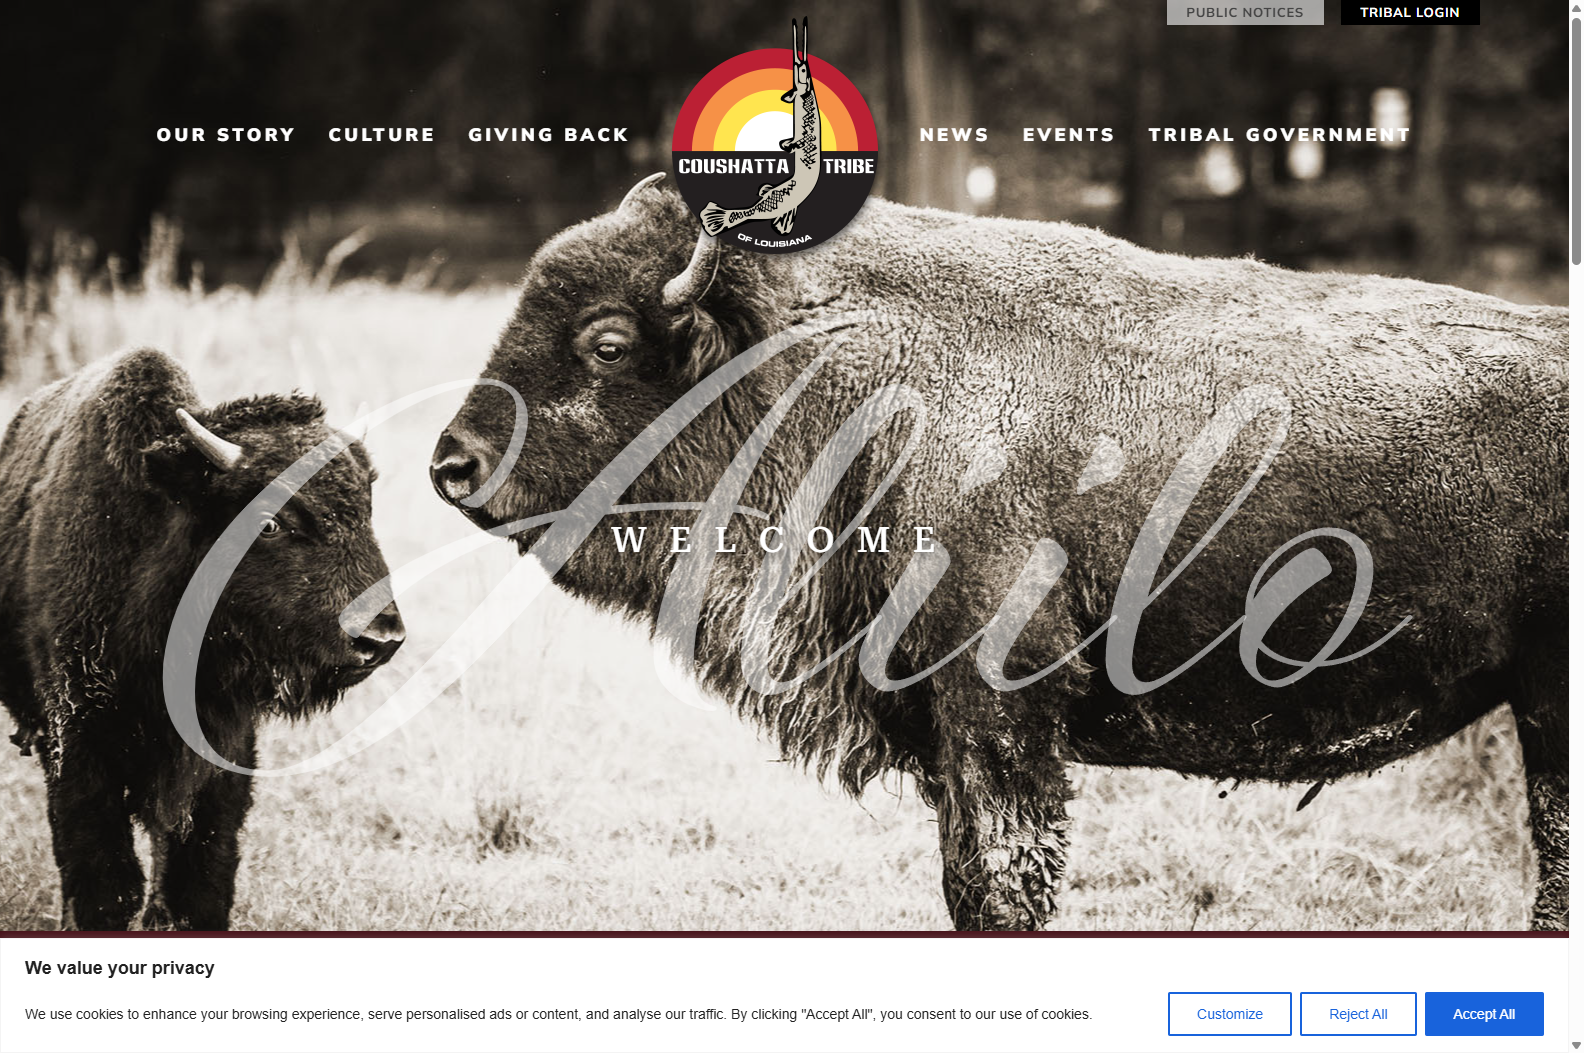 PUBLIC NOTICES
TRIBAL LOGIN
OUR STORY
CULTURE
GIVING BACK
COUSHATTA TRIBE
OF LOUISIANA
NEWS
EVENTS
TRIBAL GOVERNMENT
Aliilo
WELCOME
We value your privacy
We use cookies to enhance your browsing experience, serve personalised ads or content, and analyse our traffic. By clicking "Accept All", you consent to our use of cookies.
Customize
Reject All
Accept All